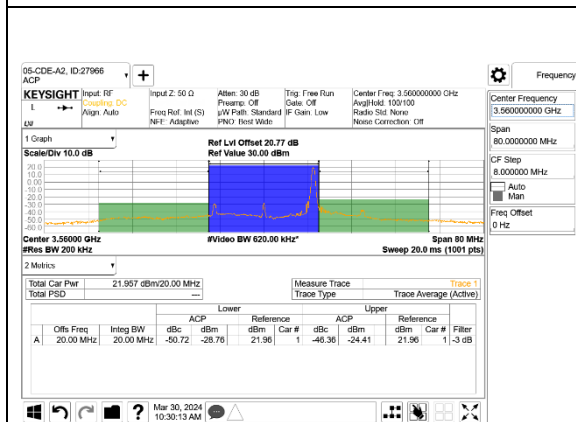 05-CDE-A2, ID:27966
ACP
Frequency
KEYSIGHT Input: RF Input Z: 50 Ω Atten: 30 dB Trig: Free Run Center Freq: 3.560000000 GHz
Coupling: DC Preamp: Off Gate: Off Avg|Hold: 100/100
L Align: Auto Freq Ref: Int (S) µW Path: Standard IF Gain: Low Radio Std: None
NFE: Adaptive PNO: Best Wide Noise Correction: Off
Center Frequency
3.560000000 GHz
Span
80.0000000 MHz
CF Step
8.000000 MHz
Auto
Man
Freq Offset
0 Hz
1 Graph
Ref Lvl Offset 20.77 dB
Scale/Div 10.0 dB Ref Value 30.00 dBm
20.0
10.0
0.00
-10.0
-20.0
-30.0
-40.0
-50.0
-60.0
Center 3.56000 GHz #Video BW 620.00 kHz* Span 80 MHz
#Res BW 200 kHz Sweep 20.0 ms (1001 pts)
2 Metrics
Total Car Pwr 21.957 dBm/20.00 MHz Measure Trace Trace 1
Total PSD --- Trace Type Trace Average (Active)
Lower Upper
ACP Reference ACP Reference
Offs Freq Integ BW dBc dBm dBm Car # dBc dBm dBm Car # Filter
A 20.00 MHz 20.00 MHz -50.72 -28.76 21.96 1 -46.36 -24.41 21.96 1 -3 dB
Mar 30, 2024
10:30:13 AM